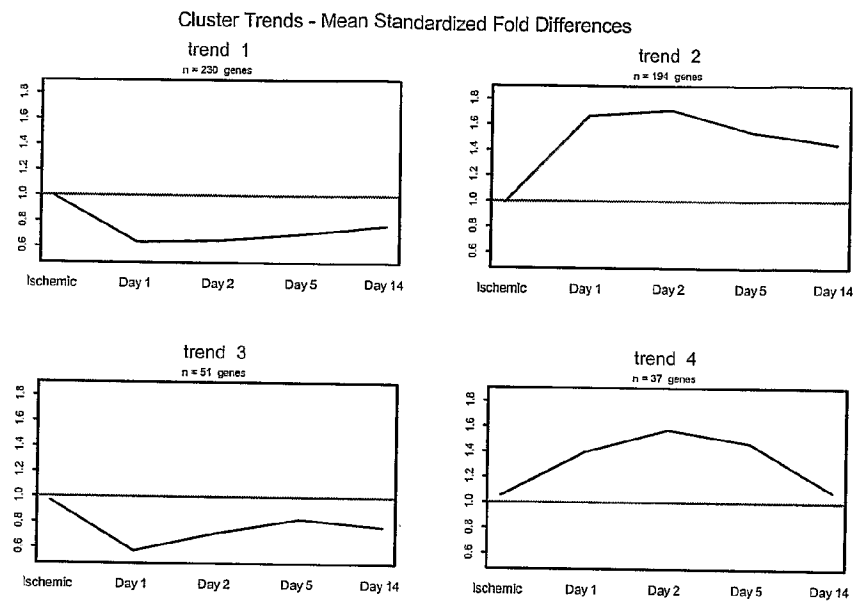 Cluster Trends - Mean Standardized Fold Differences
trend 1
n = 230 genes
1.8
1.6
1.4
1.2
1.0
0.8
0.6
Ischemic Day 1 Day 2 Day 5 Day 14
trend 2
n = 194 genes
1.8
1.6
1.4
1.2
1.0
0.8
0.6
Ischemic Day 1 Day 2 Day 5 Day 14
trend 3
n = 51 genes
1.8
1.6
1.4
1.2
1.0
0.8
0.6
Ischemic Day 1 Day 2 Day 5 Day 14
trend 4
n = 37 genes
1.8
1.6
1.4
1.2
1.0
0.8
0.6
Ischemic Day 1 Day 2 Day 5 Day 14